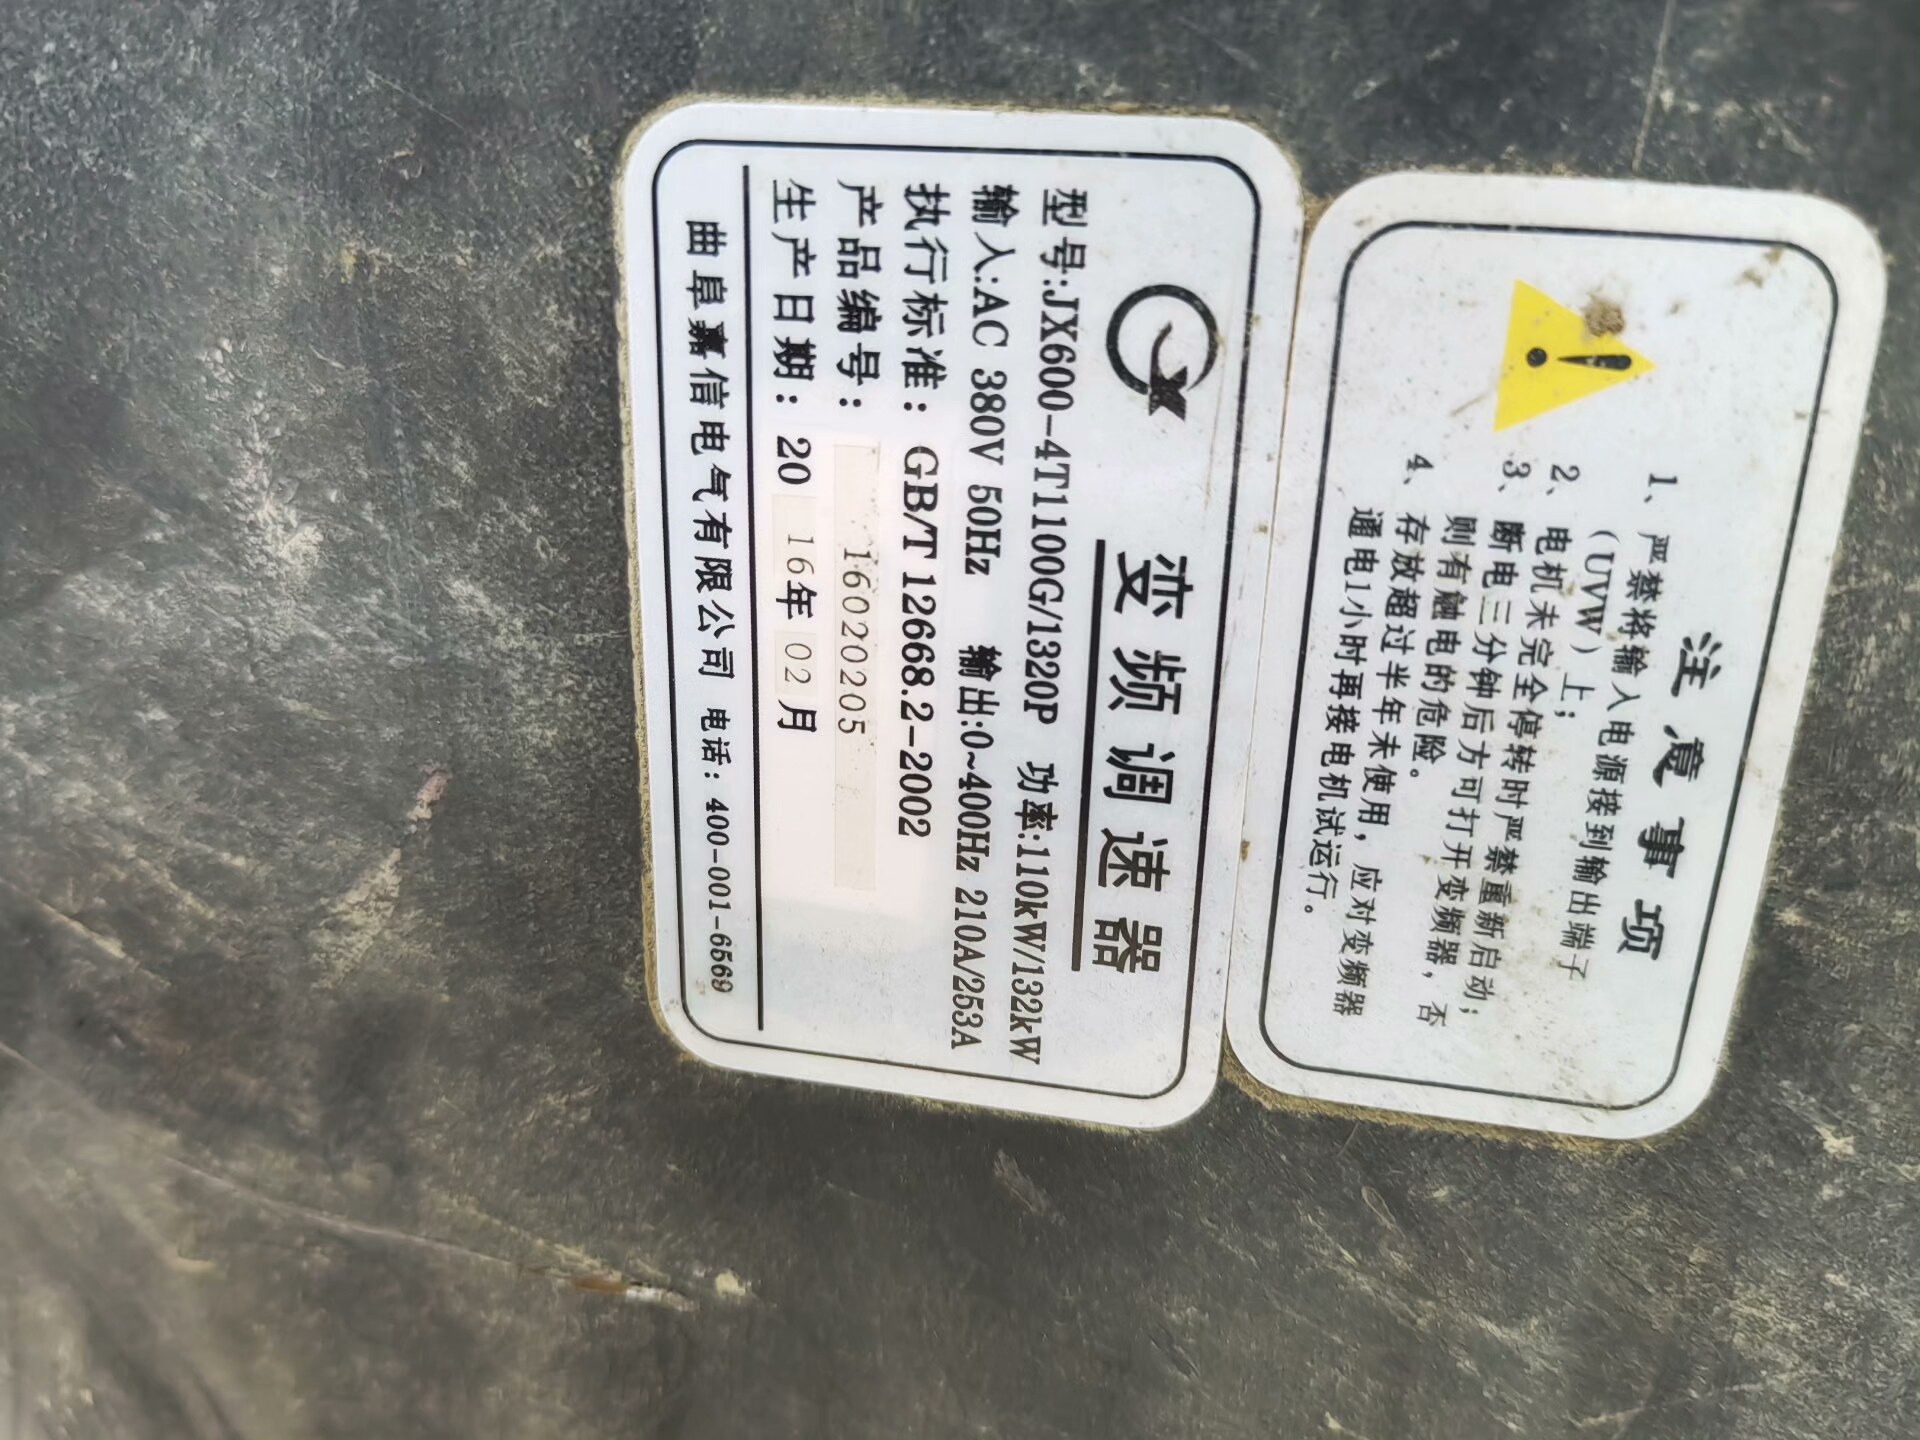 注意事项
1、严禁将输入电源接到输出端子
（UVW）上；
2、电机未完全停转时严禁重新启动；
3、断电三分钟后方可打开变频器，否
则有触电的危险。
4、存放超过半年未使用，应对变频器
通电1小时再接电机试运行。
变频调速器
型号:JX600-4T1100G/1320P 功率:110kW/132kW
输入:AC 380V 50Hz 输出:0~400Hz 210A/253A
执行标准：GB/T 12668.2-2002
产品编号：16020205
生产日期：20 16年 02月
曲阜嘉信电气有限公司 电话：400-001-6569